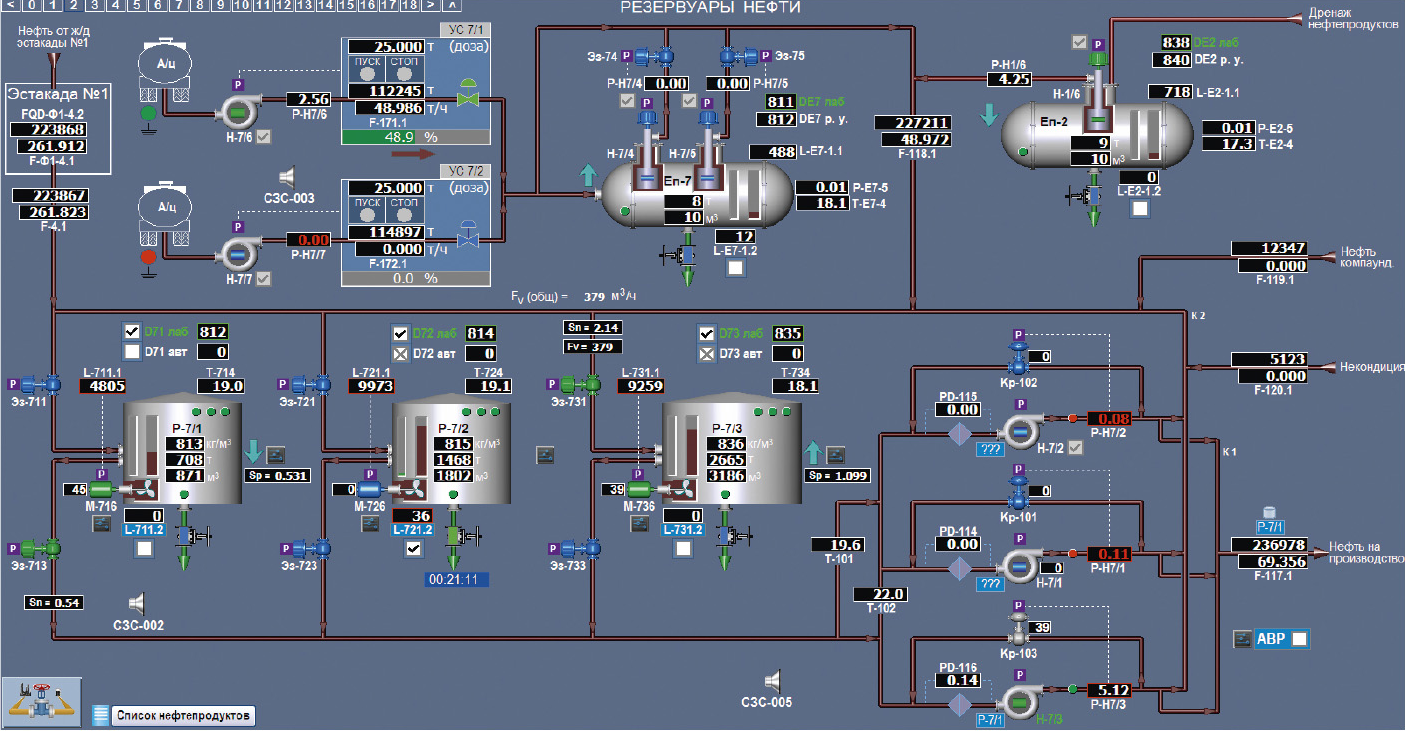 < 0 1 2 3 4 5 6 7 8 9 10 11 12 13 14 15 16 17 18 > ^
РЕЗЕРВУАРЫ НЕФТИ
Нефть от ж/д
эстакады №1
Эстакада №1
FQD-Ф1-4.2
223868
261.912
F-Ф1-4.1
223867
261.823
F-4.1
А/ц
P
Н-7/6
2.56
P-H7/6
УС 7/1
25.000 т (доза)
ПУСК СТОП
112245 т
48.986 т/ч
F-171.1
48.9 %
СЗС-003
А/ц
P
Н-7/7
0.00
P-H7/7
УС 7/2
25.000 т (доза)
ПУСК СТОП
114897 т
0.000 т/ч
F-172.1
0.0 %
Эз-74 P
P Эз-75
P-H7/4 0.00
0.00 P-H7/5
P
P
811 DE7 лаб
812 DE7 р. у.
Н-7/4
Н-7/5
488 L-E7-1.1
Еп-7
8 т
10 м3
0.01 P-E7-5
18.1 T-E7-4
12
L-E7-1.2
227211
48.972
F-118.1
Дренаж
нефтепродуктов
P
838 DE2 лаб
840 DE2 р. у.
P-H1/6
4.25
Н-1/6
718 L-E2-1.1
Еп-2
9 т
10 м3
0.01 P-E2-5
17.3 T-E2-4
0
L-E2-1.2
12347
0.000
F-119.1
Нефть
компаунд.
Fv (общ) = 379 м3/ч
К 2
D71 лаб 812
D71 авт 0
L-711.1
4805
T-714
19.0
P
Эз-711
Р-7/1
813 кг/м3
708 т
871 м3
Sp = 0.531
P
45
М-716
0
L-711.2
P
Эз-713
Sn = 0.54
СЗС-002
D72 лаб 814
D72 авт 0
L-721.1
9973
T-724
19.1
P
Эз-721
Р-7/2
815 кг/м3
1468 т
1802 м3
P
0
М-726
36
L-721.2
P
Эз-723
00:21:11
Sn = 2.14
Fv = 379
D73 лаб 835
D73 авт 0
L-731.1
9259
T-734
18.1
P
Эз-731
Р-7/3
836 кг/м3
2665 т
3186 м3
Sp = 1.099
P
39
М-736
0
L-731.2
P
Эз-733
19.6
T-101
22.0
T-102
СЗС-005
P
0
Кр-102
PD-115
0.00
P
???
Н-7/2
0.08
P-H7/2
P
0
Кр-101
PD-114
0.00
P
???
0
Н-7/1
0.11
P-H7/1
P
39
Кр-103
PD-116
0.14
P
Р-7/1
Н-7/3
5.12
P-H7/3
5123
0.000
F-120.1
Некондиция
К 1
Р-7/1
236978
69.356
F-117.1
Нефть на
производство
АВР
Список нефтепродуктов